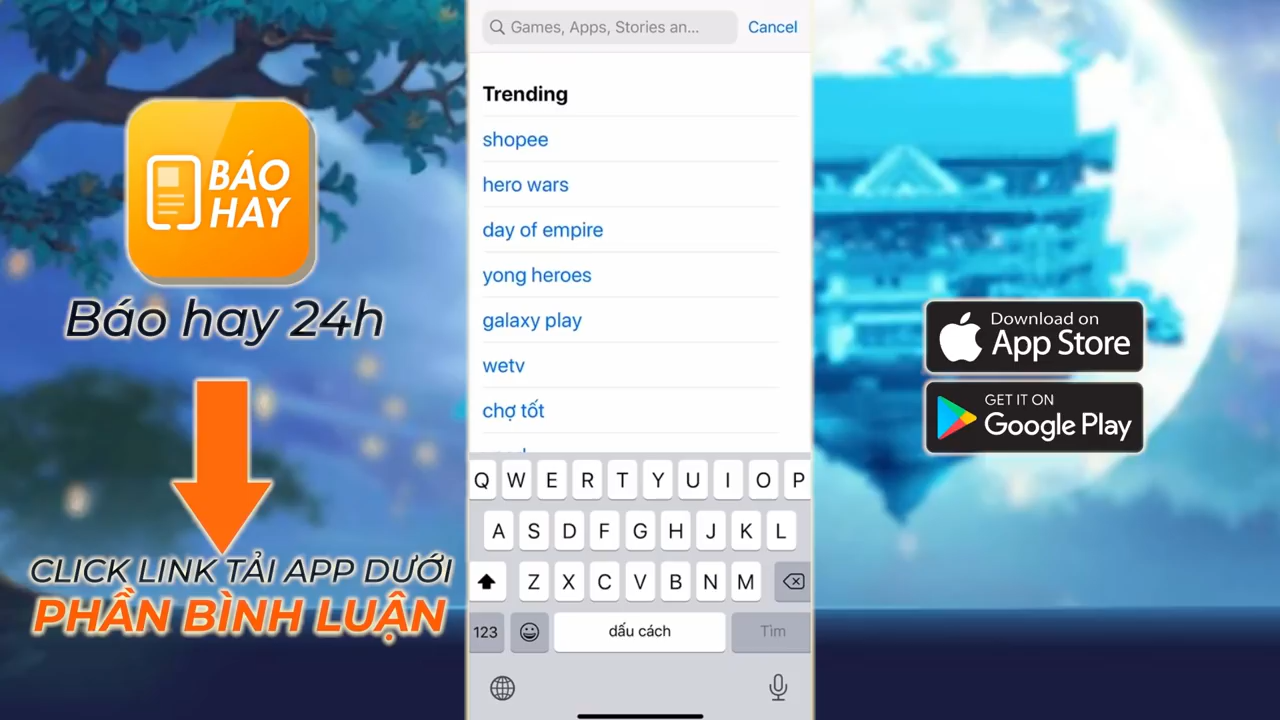 BÁO
HAY
Báo hay 24h
CLICK LINK TẢI APP DƯỚI
PHẦN BÌNH LUẬN
Games, Apps, Stories an...
Cancel
Trending
shopee
hero wars
day of empire
yong heroes
galaxy play
wetv
chợ tốt
Q W E R T Y U I O P
A S D F G H J K L
Z X C V B N M
123
dấu cách
Tìm
Download on
App Store
GET IT ON
Google Play